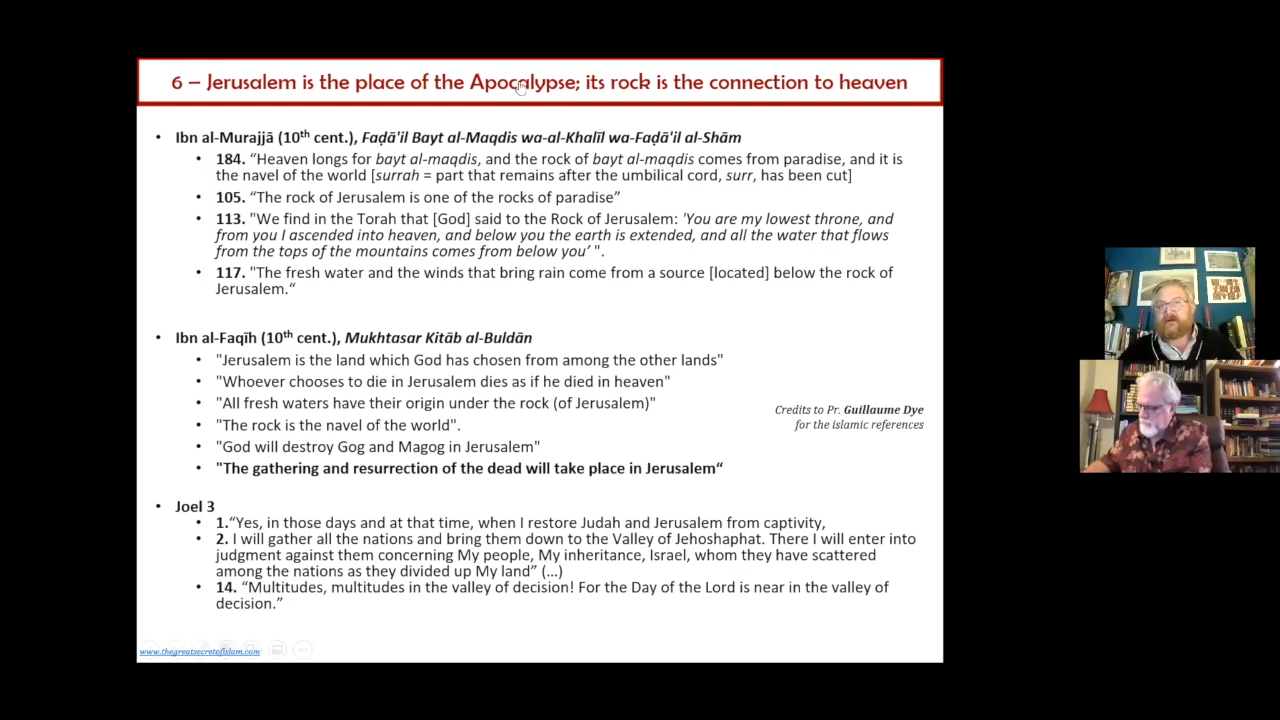 6 – Jerusalem is the place of the Apocalypse; its rock is the connection to heaven
• Ibn al-Murajjā (10th cent.), Faḍā'il Bayt al-Maqdis wa-al-Khalīl wa-Faḍā'il al-Shām
• 184. “Heaven longs for bayt al-maqdis, and the rock of bayt al-maqdis comes from paradise, and it is
the navel of the world [surrah = part that remains after the umbilical cord, surr, has been cut]
• 105. “The rock of Jerusalem is one of the rocks of paradise”
• 113. "We find in the Torah that [God] said to the Rock of Jerusalem: 'You are my lowest throne, and
from you I ascended into heaven, and below you the earth is extended, and all the water that flows
from the tops of the mountains comes from below you’ ".
• 117. "The fresh water and the winds that bring rain come from a source [located] below the rock of
Jerusalem.“
• Ibn al-Faqīh (10th cent.), Mukhtasar Kitāb al-Buldān
• "Jerusalem is the land which God has chosen from among the other lands"
• "Whoever chooses to die in Jerusalem dies as if he died in heaven"
• "All fresh waters have their origin under the rock (of Jerusalem)"
• "The rock is the navel of the world".
• "God will destroy Gog and Magog in Jerusalem"
• "The gathering and resurrection of the dead will take place in Jerusalem“
Credits to Pr. Guillaume Dye
for the islamic references
• Joel 3
• 1.“Yes, in those days and at that time, when I restore Judah and Jerusalem from captivity,
• 2. I will gather all the nations and bring them down to the Valley of Jehoshaphat. There I will enter into
judgment against them concerning My people, My inheritance, Israel, whom they have scattered
among the nations as they divided up My land” (…)
• 14. “Multitudes, multitudes in the valley of decision! For the Day of the Lord is near in the valley of
decision.”
www.thegreatsecretofislam.com